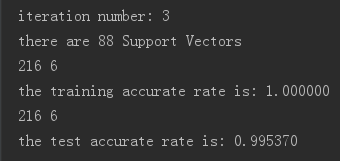 iteration number: 3
there are 88 Support Vectors
216 6
the training accurate rate is: 1.000000
216 6
the test accurate rate is: 0.995370